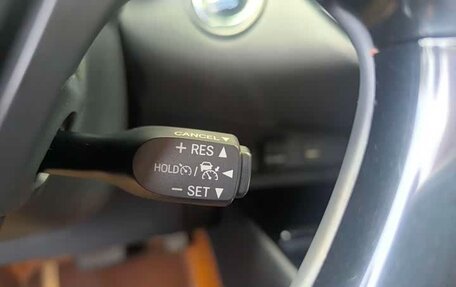 CANCEL▼
+ RES ▲
HOLD / ◀
− SET ▼